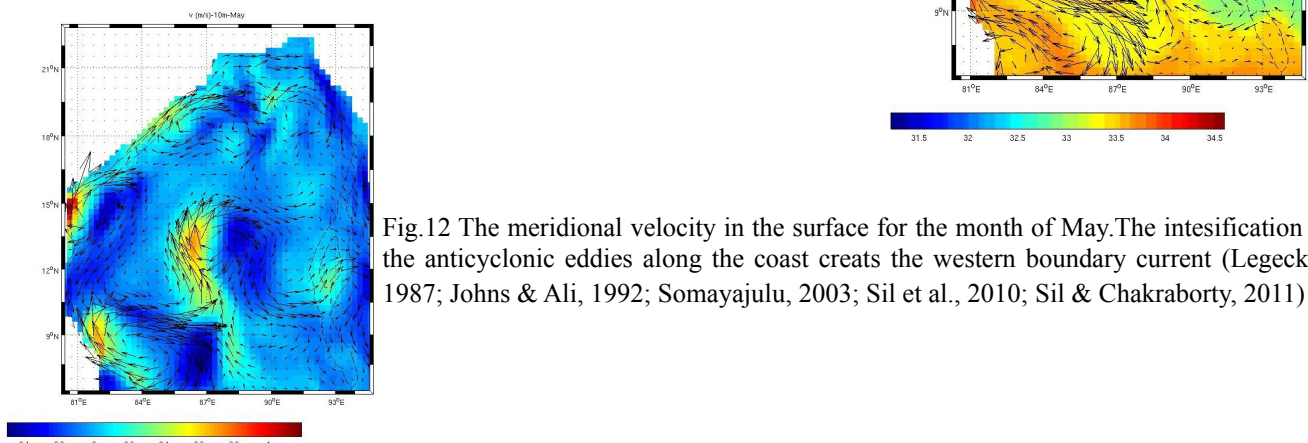 v (m/s)-10m-May
21°N
18°N
15°N
12°N
9°N
81°E 84°E 87°E 90°E 93°E
9°N
81°E 84°E 87°E 90°E 93°E
31.5 32 32.5 33 33.5 34 34.5
Fig.12 The meridional velocity in the surface for the month of May.The intesification
the anticyclonic eddies along the coast creats the western boundary current (Legeck
1987; Johns & Ali, 1992; Somayajulu, 2003; Sil et al., 2010; Sil & Chakraborty, 2011)